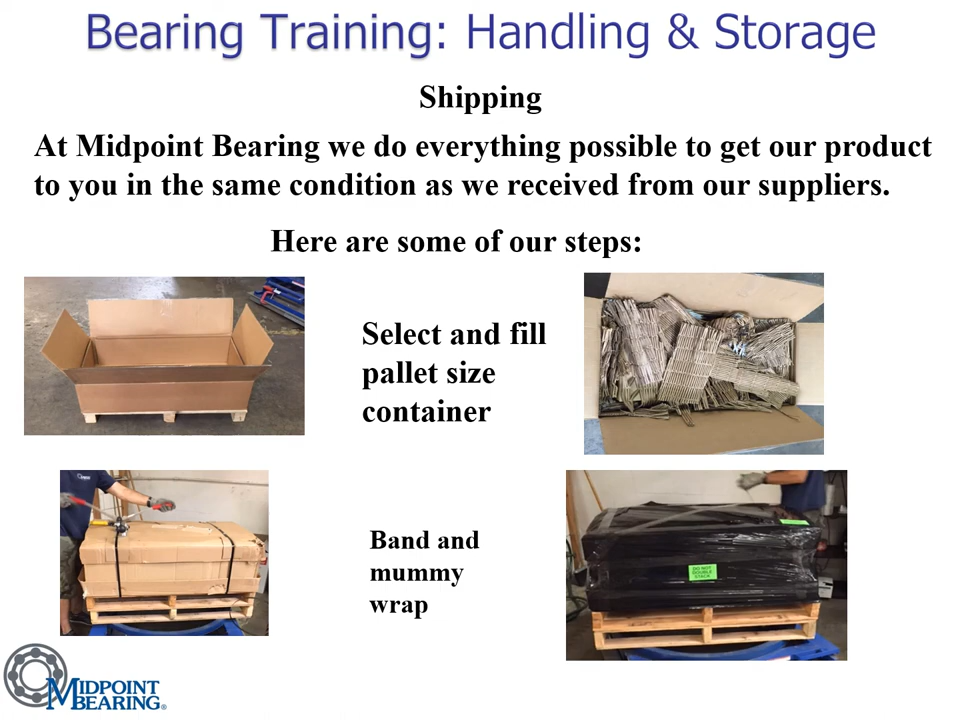 Bearing Training: Handling & Storage
Shipping
At Midpoint Bearing we do everything possible to get our product
to you in the same condition as we received from our suppliers.
Here are some of our steps:
Select and fill
pallet size
container
Band and
mummy
wrap
DO NOT
DOUBLE
STACK
MIDPOINT
BEARING®